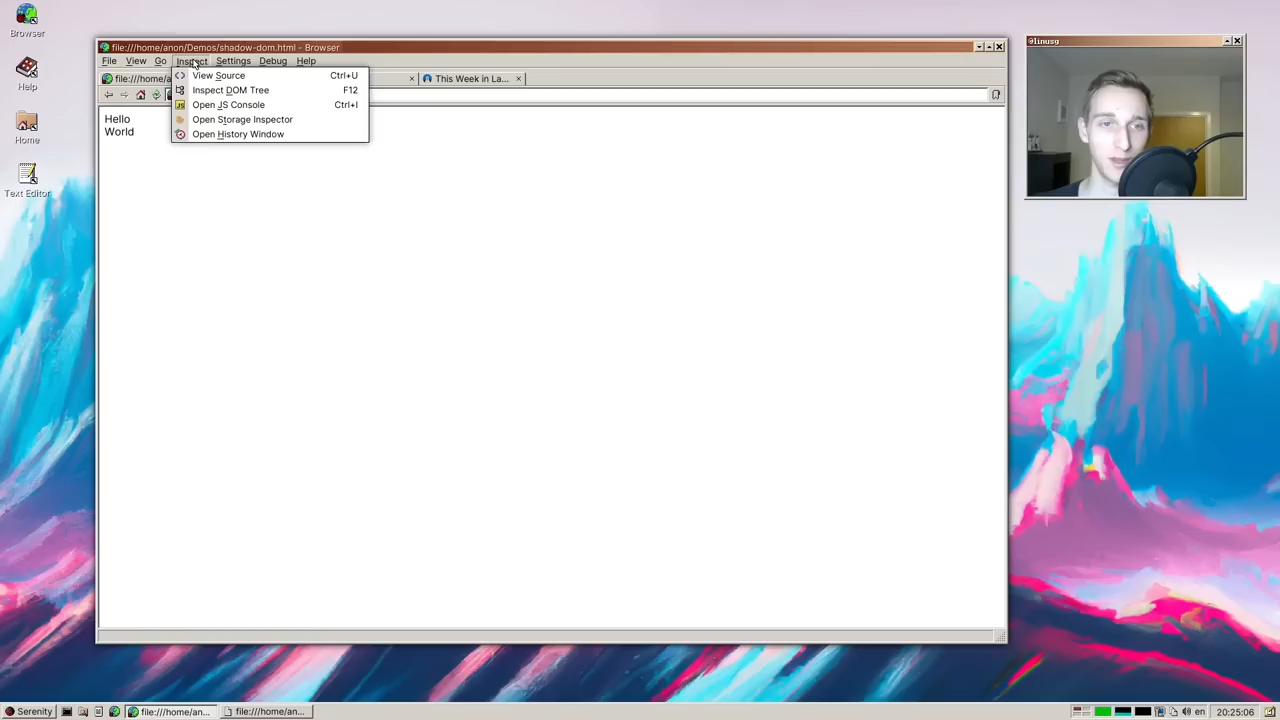 Browser
Help
Home
Text Editor
file:///home/anon/Demos/shadow-dom.html - Browser
File View Go Inspect Settings Debug Help
file:///home/a
This Week in La...
View Source Ctrl+U
Inspect DOM Tree F12
Open JS Console Ctrl+I
Open Storage Inspector
Open History Window
Hello
World
@linusg
Serenity
file:///home/an...
file:///home/an...
en
20:25:06